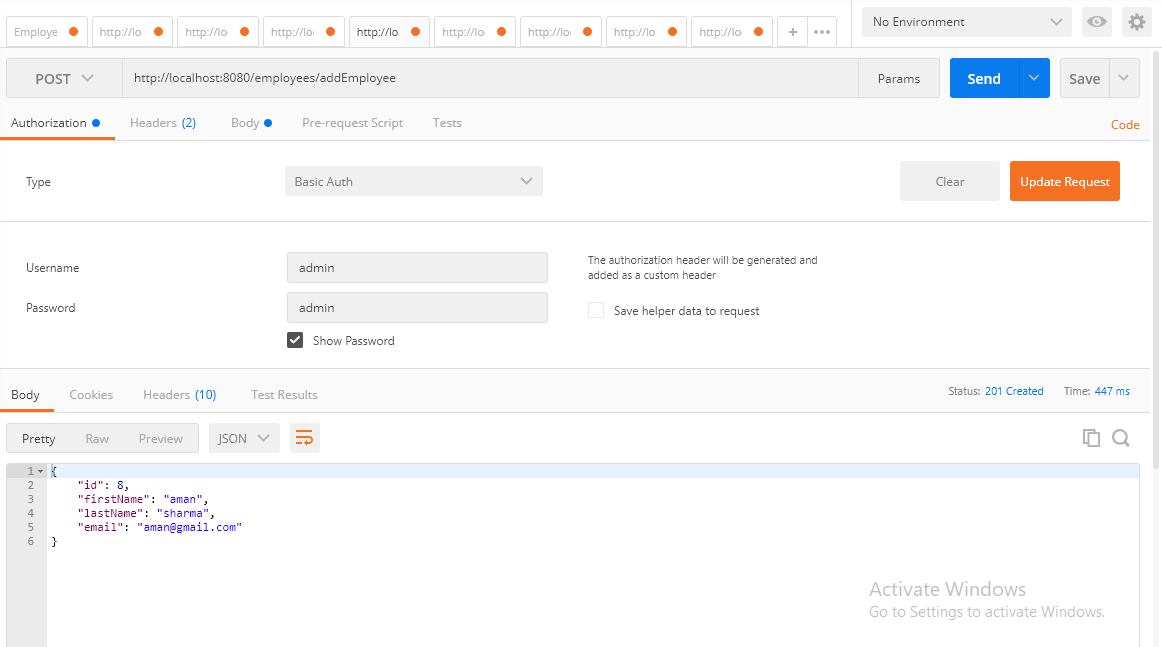 Employe http://lo http://lo http://lo http://lo http://lo http://lo http://lo http://lo + ••• No Environment
POST http://localhost:8080/employees/addEmployee Params Send Save
Authorization Headers (2) Body Pre-request Script Tests Code
Type Basic Auth Clear Update Request
Username admin The authorization header will be generated and
added as a custom header
Password admin Save helper data to request
Show Password
Body Cookies Headers (10) Test Results Status: 201 Created Time: 447 ms
Pretty Raw Preview JSON
1 {
2 "id": 8,
3 "firstName": "aman",
4 "lastName": "sharma",
5 "email": "aman@gmail.com"
6 }
Activate Windows
Go to Settings to activate Windows.